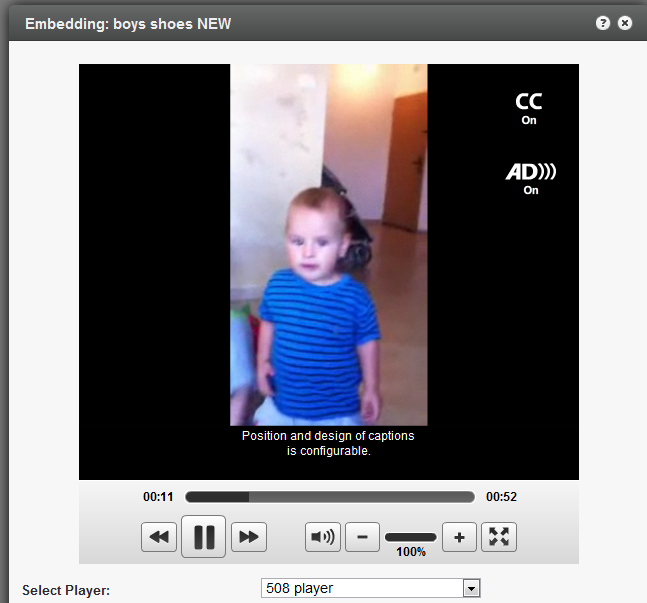 Embedding: boys shoes NEW
CC
On
AD)))
On
Position and design of captions
is configurable.
00:11
00:52
100%
Select Player:
508 player